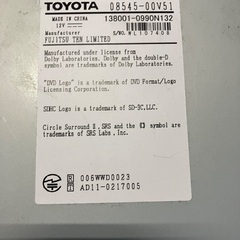 TOYOTA 08545-00V51
MADE IN CHINA 138001-0990N132
12V
Manufacturer S/NO. WL107408
FUJITSU TEN LIMITED
Manufactured under license from
Dolby Laboratories. Dolby and the double-D
symbol are trademarks of Dolby Laboratories.
"DVD Logo" is a trademark of DVD Format/Logo
Licensing Corporation.
SDHC Logo is a trademark of SD-3C,LLC.
Circle Surround II, SRS and the symbol are
trademarks of SRS Labs, Inc.
006WWD0023
AD11-0217005